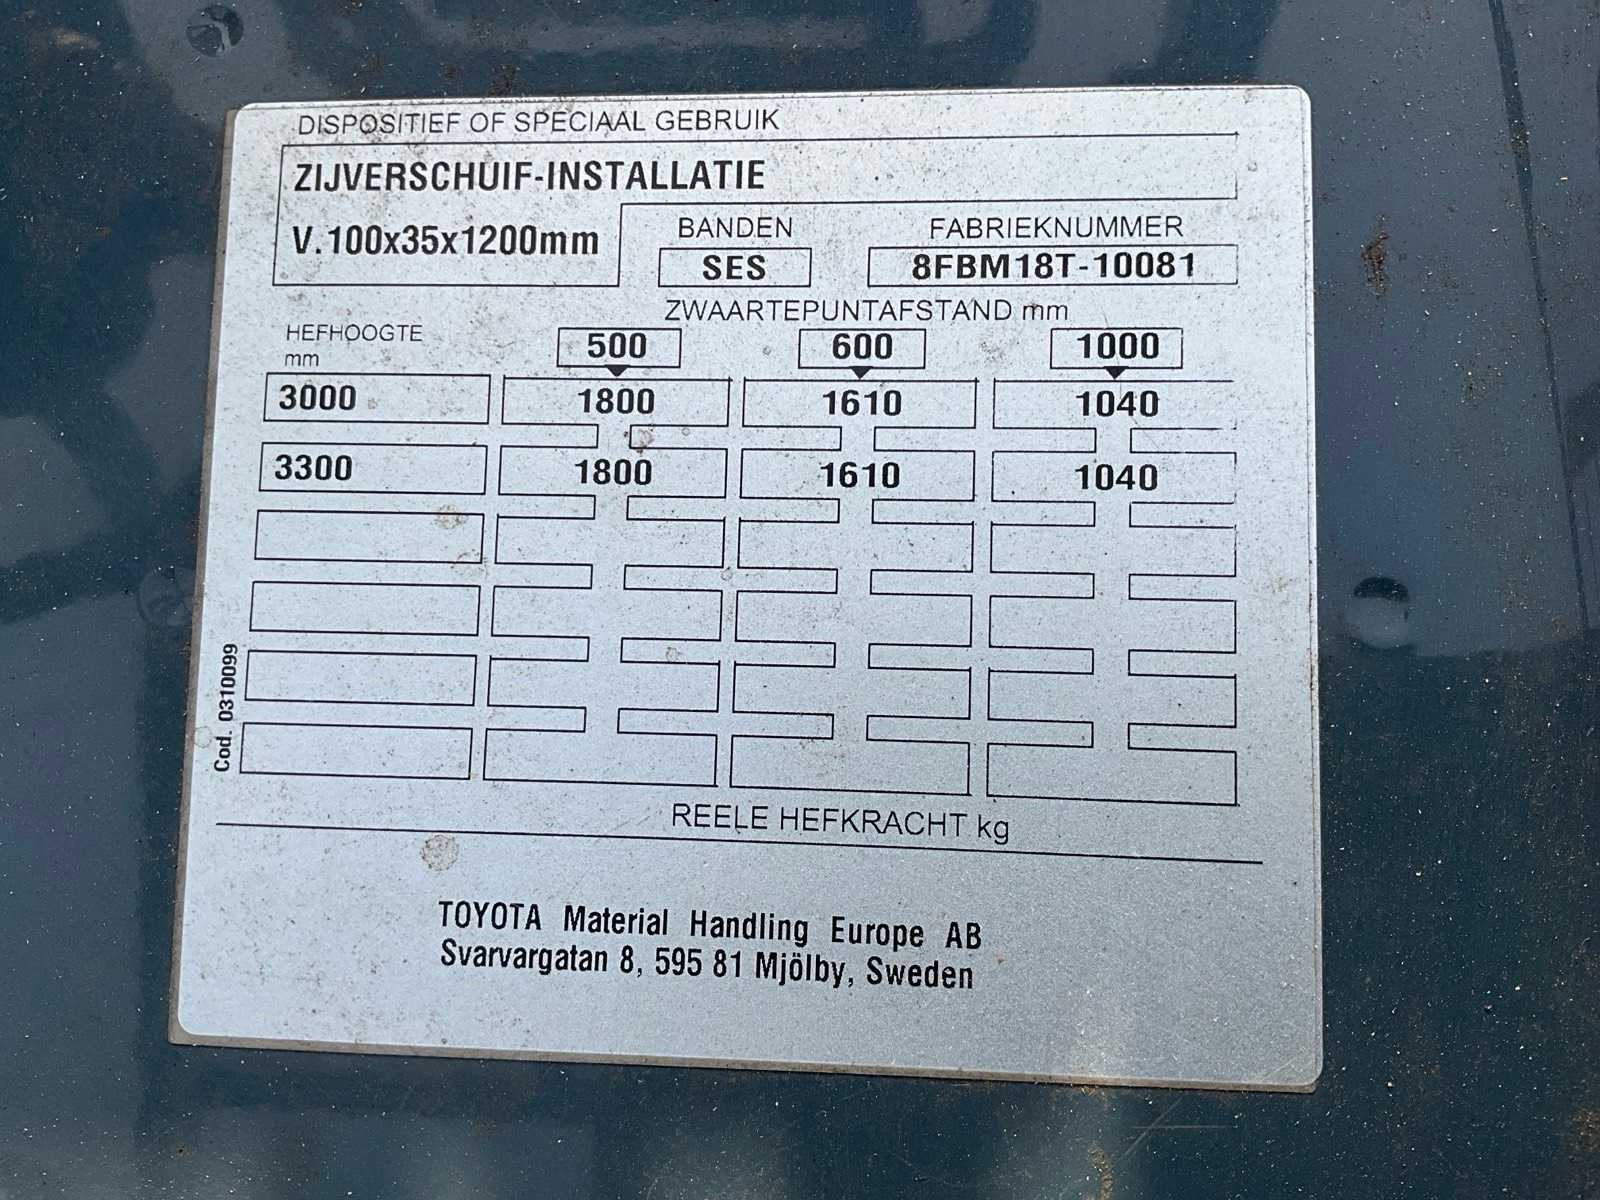 DISPOSITIEF OF SPECIAAL GEBRUIK
ZIJVERSCHUIF-INSTALLATIE
V.100x35x1200mm
BANDEN
SES
FABRIEKNUMMER
8FBM18T-10081
ZWAARTEPUNTAFSTAND mm
HEFHOOGTE
mm
500 600 1000
3000 1800 1610 1040
3300 1800 1610 1040
Cod. 0310099
REELE HEFKRACHT kg
TOYOTA Material Handling Europe AB
Svarvargatan 8, 595 81 Mjölby, Sweden